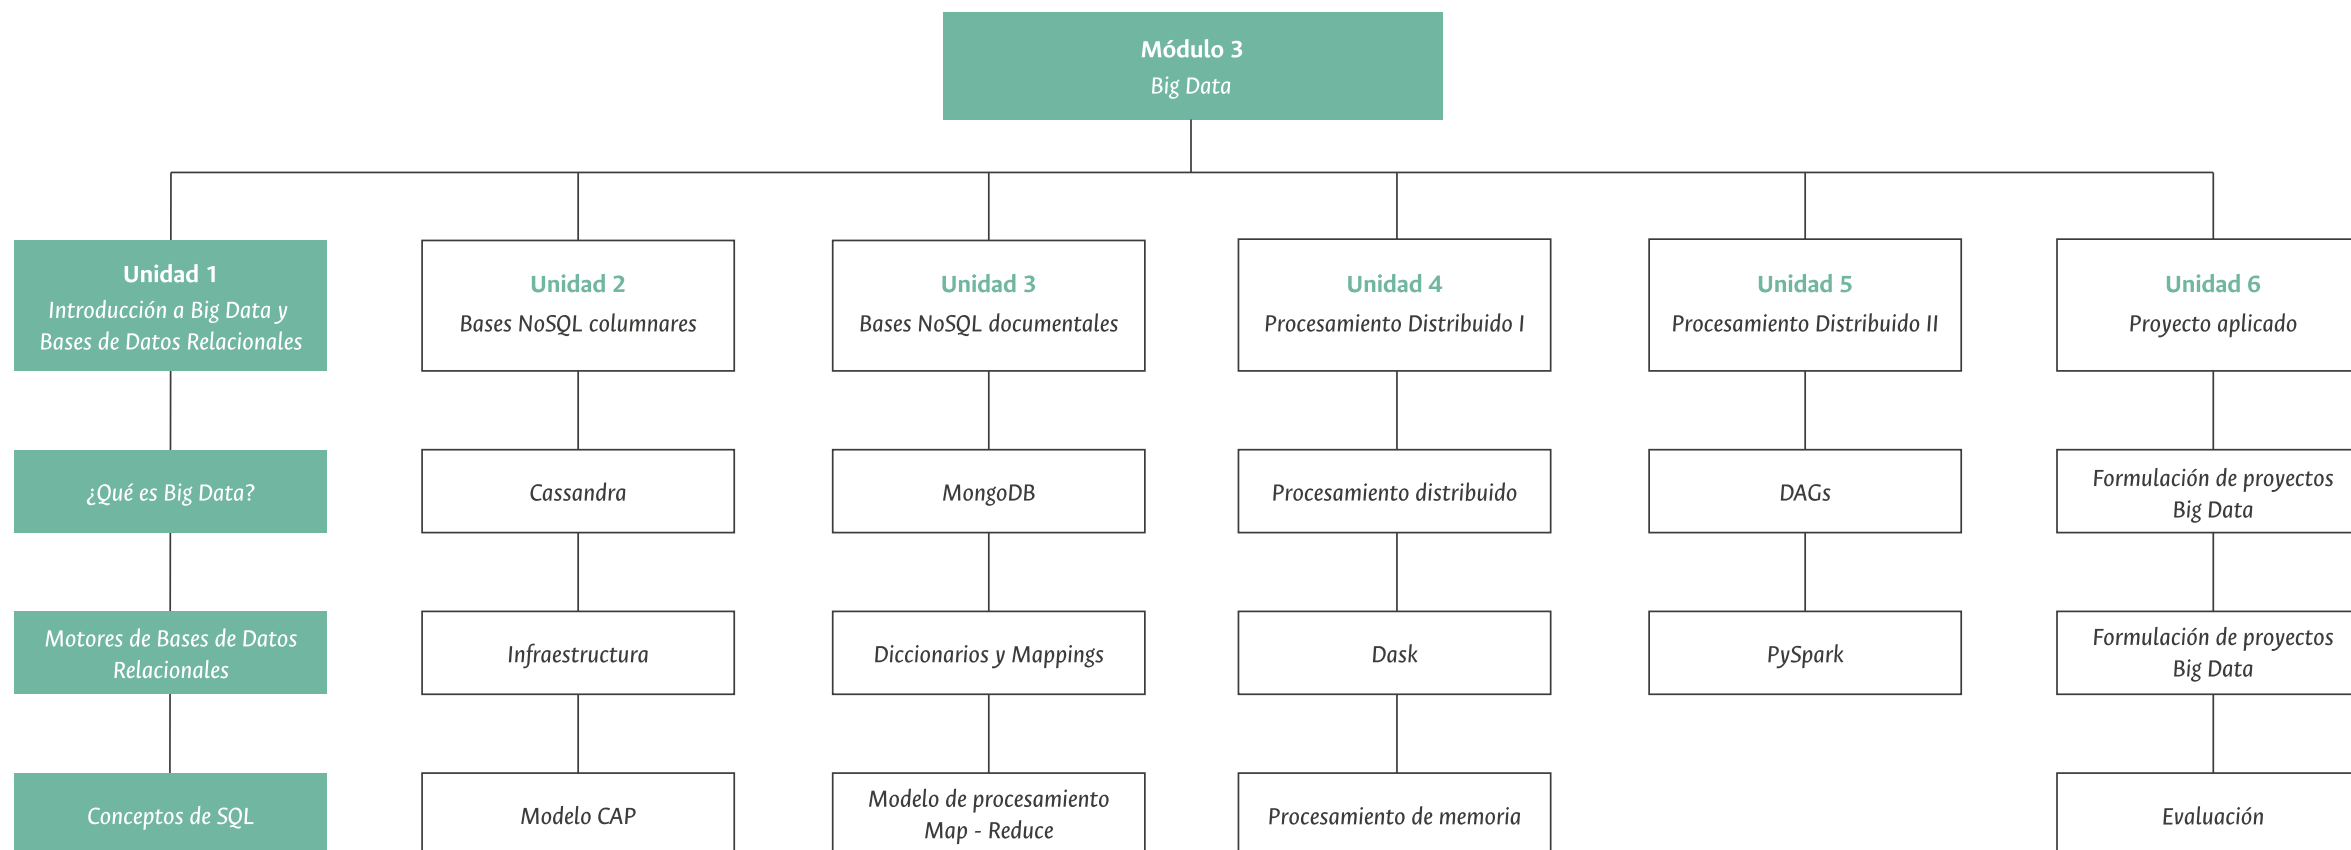 Módulo 3
Big Data
Unidad 1
Introducción a Big Data y
Bases de Datos Relacionales
Unidad 2
Bases NoSQL columnares
Unidad 3
Bases NoSQL documentales
Unidad 4
Procesamiento Distribuido I
Unidad 5
Procesamiento Distribuido II
Unidad 6
Proyecto aplicado
¿Qué es Big Data?
Cassandra
MongoDB
Procesamiento distribuido
DAGs
Formulación de proyectos
Big Data
Motores de Bases de Datos
Relacionales
Infraestructura
Diccionarios y Mappings
Dask
PySpark
Formulación de proyectos
Big Data
Conceptos de SQL
Modelo CAP
Modelo de procesamiento
Map - Reduce
Procesamiento de memoria
Evaluación